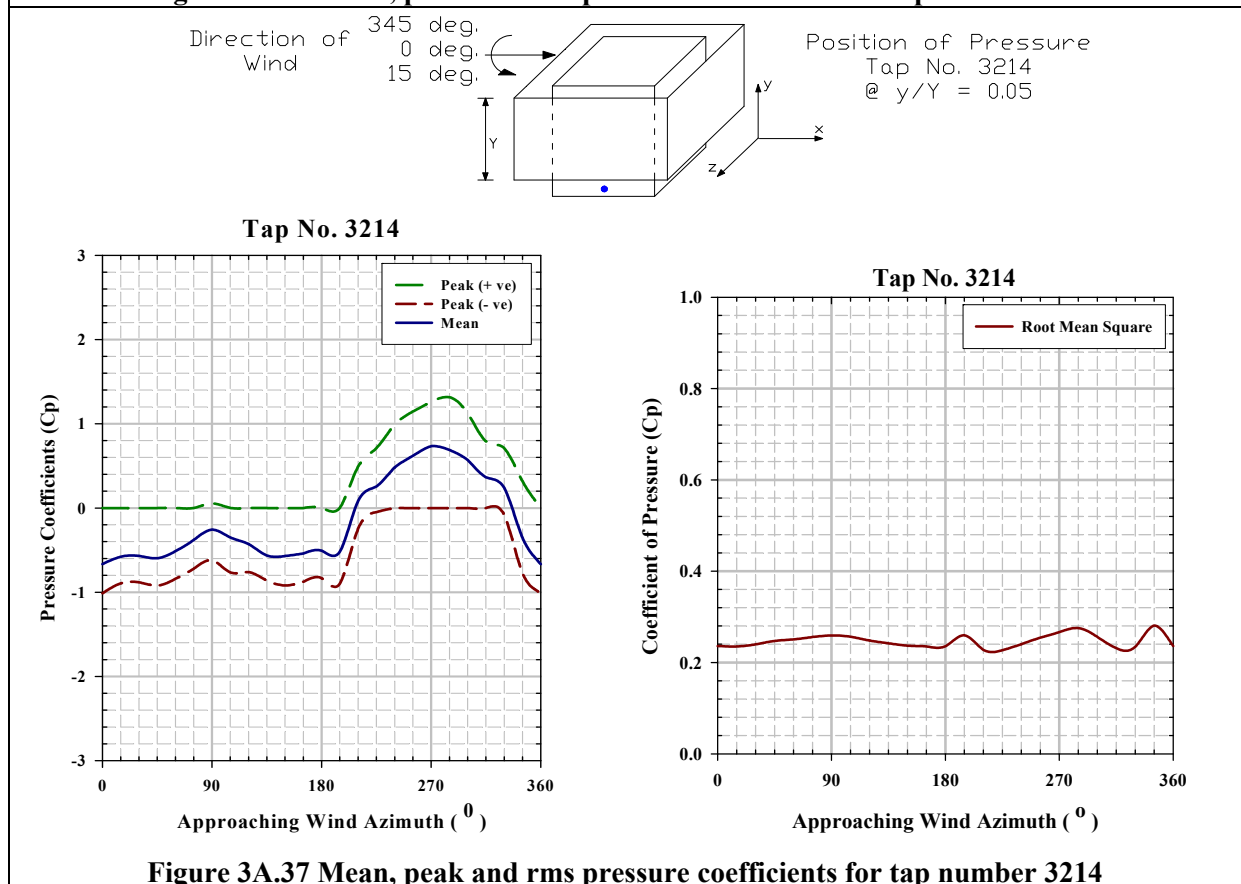 Direction of
Wind
345 deg.
0 deg.
15 deg.
Y
y
x
z
Position of Pressure
Tap No. 3214
@ y/Y = 0.05
Tap No. 3214
Peak (+ ve)
Peak (- ve)
Mean
3
2
1
0
-1
-2
-3
Pressure Coefficients (Cp)
0 90 180 270 360
Approaching Wind Azimuth ( 0 )
Tap No. 3214
Root Mean Square
1.0
0.8
0.6
0.4
0.2
0.0
Coefficient of Pressure (Cp)
0 90 180 270 360
Approaching Wind Azimuth ( o )
Figure 3A.37 Mean, peak and rms pressure coefficients for tap number 3214